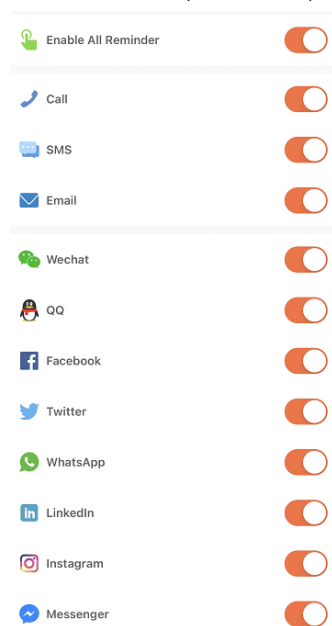 Enable All Reminder
Call
SMS
Email
Wechat
QQ
Facebook
Twitter
WhatsApp
LinkedIn
Instagram
Messenger